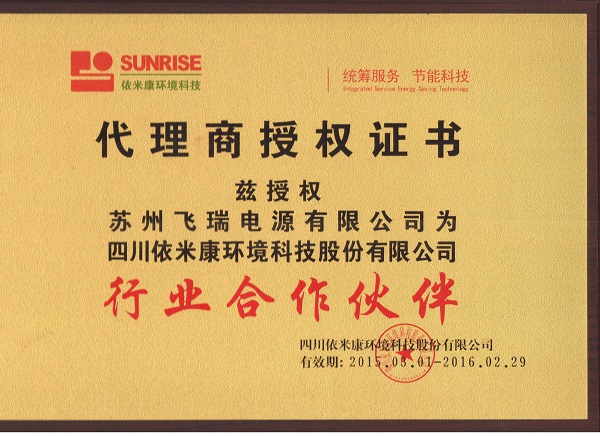 SUNRISE
依米康环境科技
统筹服务 节能科技
Integrated Service Energy Saving Technology
代理商授权证书
兹授权
苏州飞瑞电源有限公司为
四川依米康环境科技股份有限公司
行业合作伙伴
四川依米康环境科技股份有限公司
有效期: 2015.03.01-2016.02.29